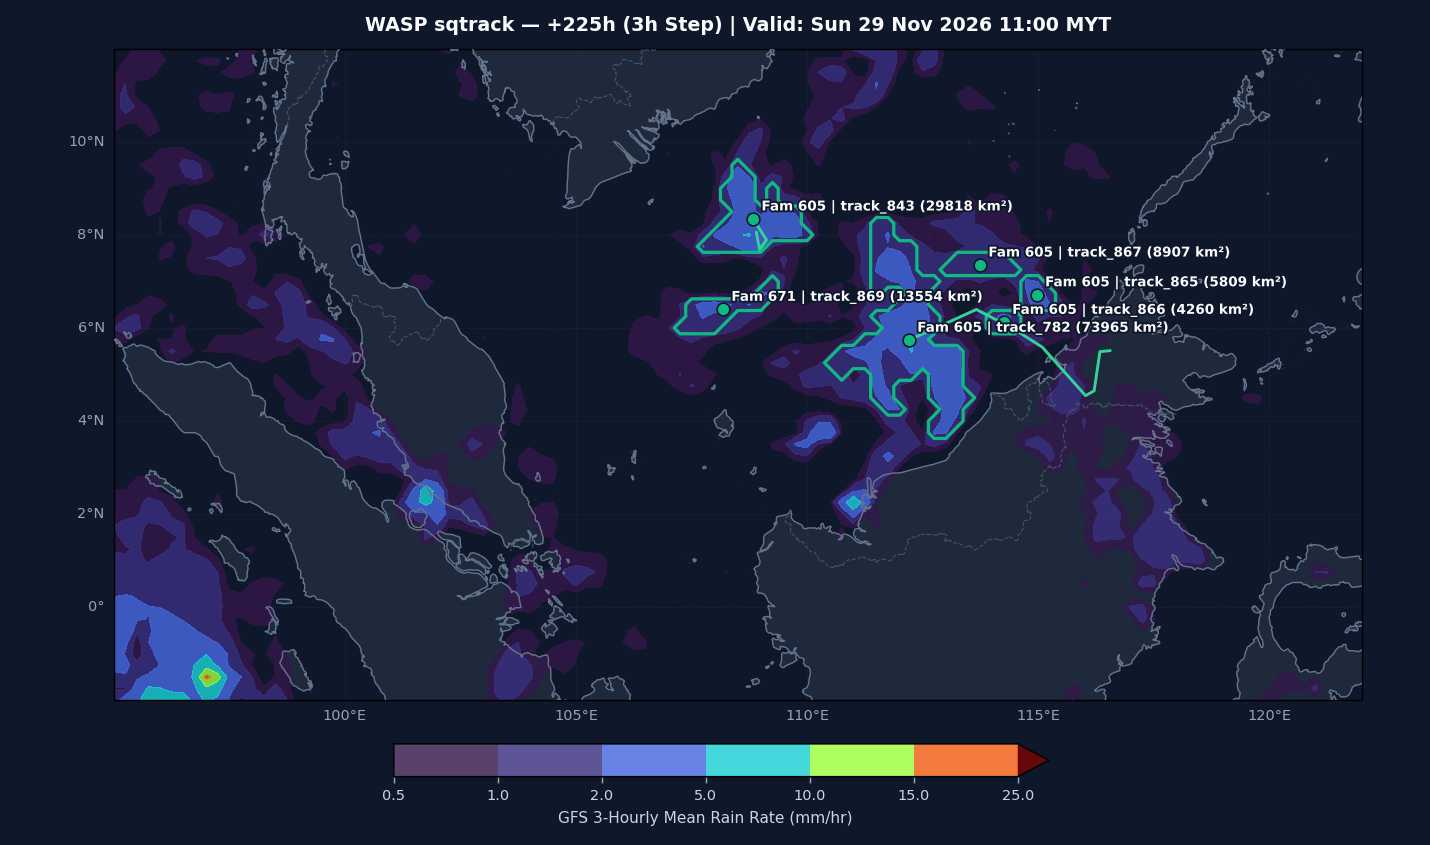 WASP sqtrack — +225h (3h Step) | Valid: Sun 29 Nov 2026 11:00 MYT
10°N
8°N
6°N
4°N
2°N
0°
Fam 605 | track_843 (29818 km²)
Fam 605 | track_867 (8907 km²)
Fam 605 | track_865 (5809 km²)
Fam 671 | track_869 (13554 km²)
Fam 605 | track_866 (4260 km²)
Fam 605 | track_782 (73965 km²)
100°E 105°E 110°E 115°E 120°E
0.5 1.0 2.0 5.0 10.0 15.0 25.0
GFS 3-Hourly Mean Rain Rate (mm/hr)